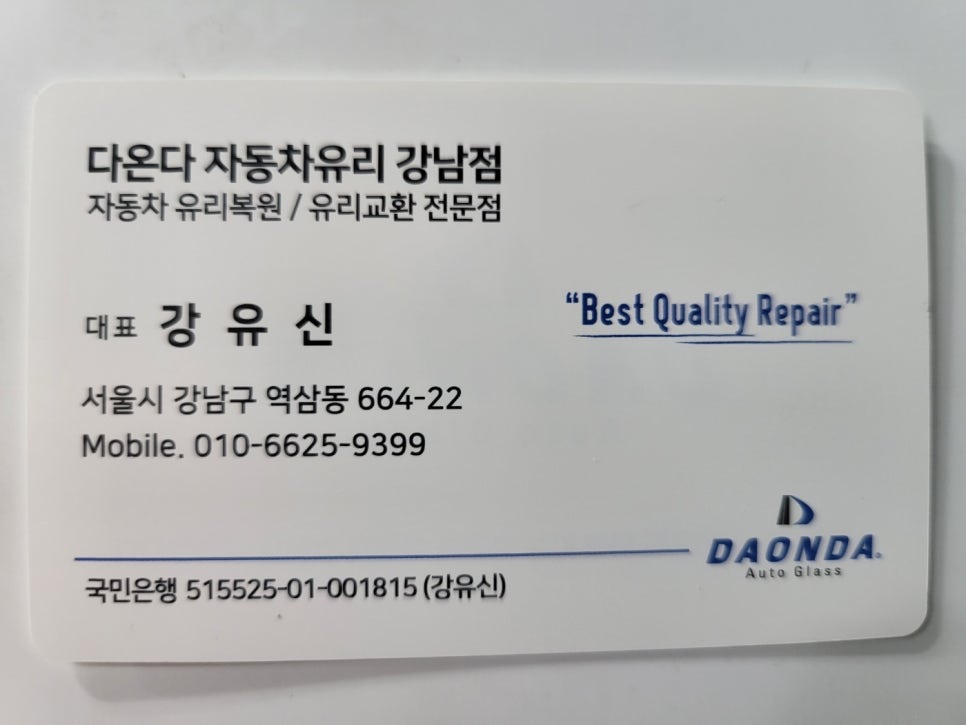 다온다 자동차유리 강남점
자동차 유리복원 / 유리교환 전문점
대표 강 유 신
“Best Quality Repair”
서울시 강남구 역삼동 664-22
Mobile. 010-6625-9399
DAONDA.
Auto Glass
국민은행 515525-01-001815 (강유신)